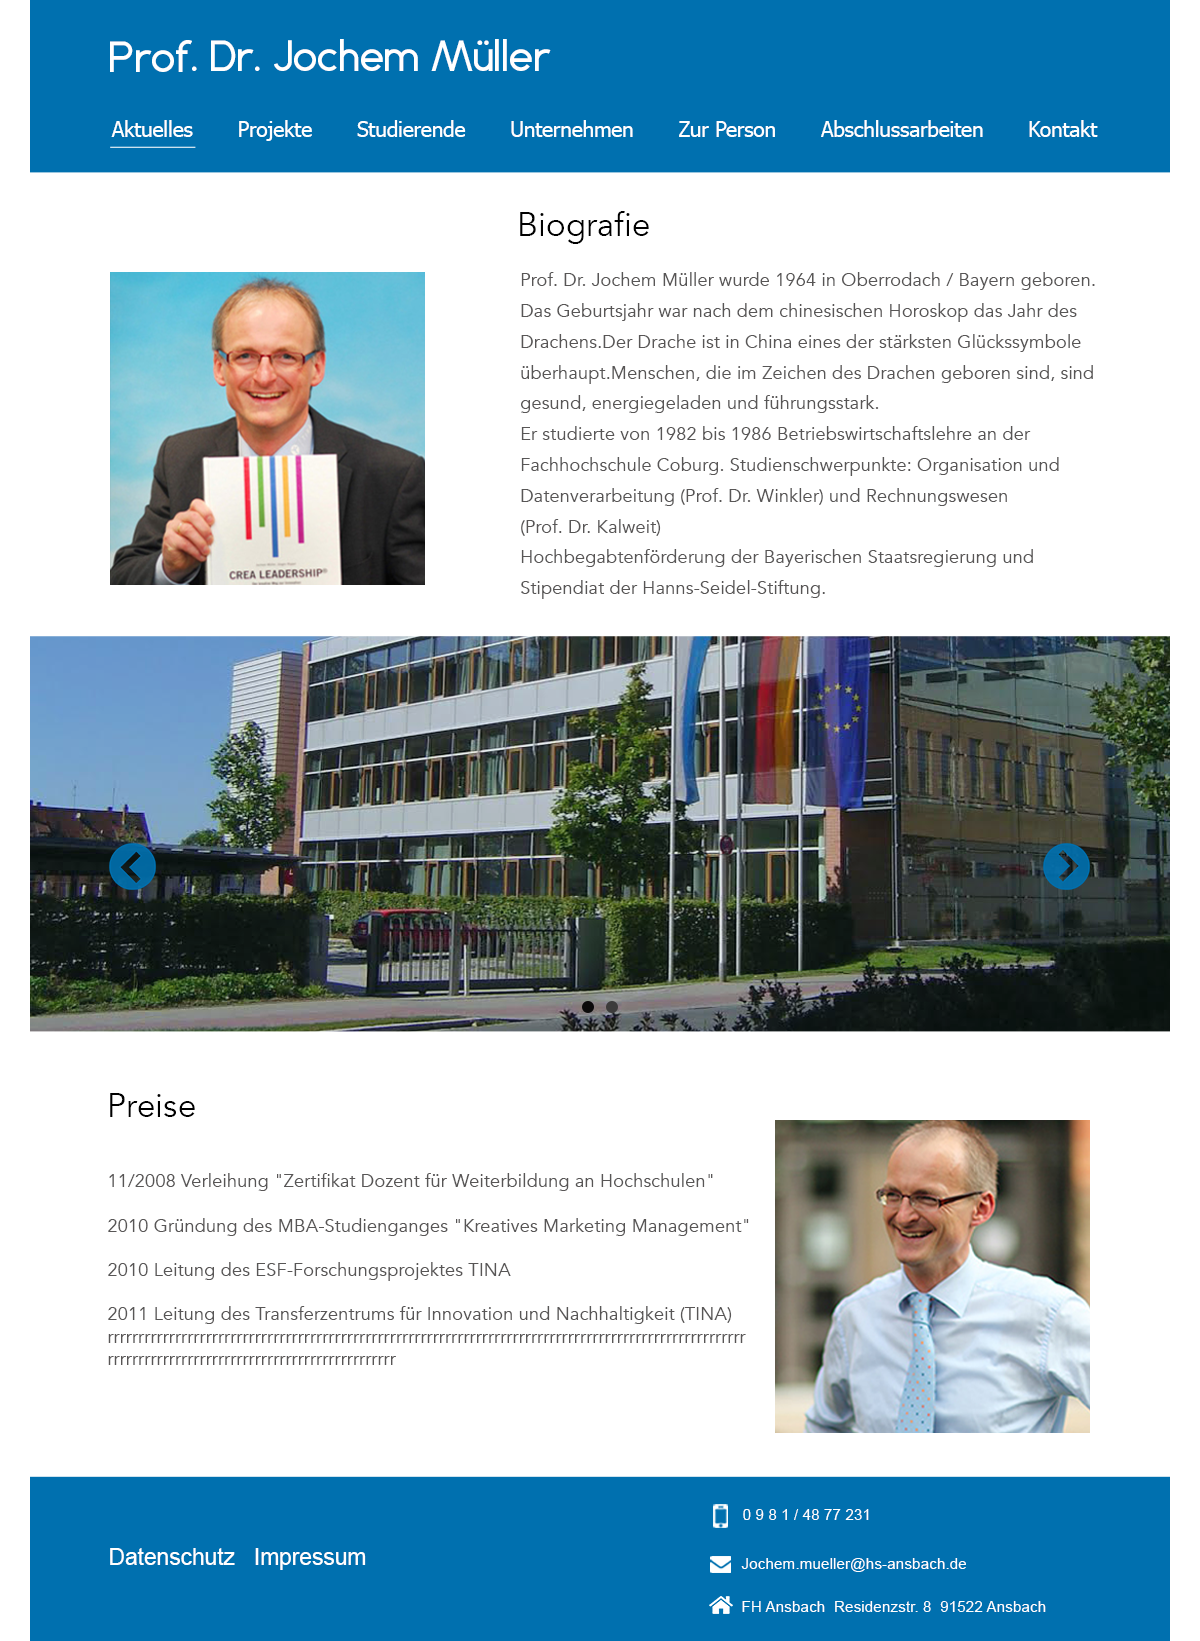 Prof. Dr. Jochem Müller
Aktuelles Projekte Studierende Unternehmen Zur Person Abschlussarbeiten Kontakt
Biografie
Prof. Dr. Jochem Müller wurde 1964 in Oberrodach / Bayern geboren.
Das Geburtsjahr war nach dem chinesischen Horoskop das Jahr des
Drachens.Der Drache ist in China eines der stärksten Glückssymbole
überhaupt.Menschen, die im Zeichen des Drachen geboren sind, sind
gesund, energiegeladen und führungsstark.
Er studierte von 1982 bis 1986 Betriebswirtschaftslehre an der
Fachhochschule Coburg. Studienschwerpunkte: Organisation und
Datenverarbeitung (Prof. Dr. Winkler) und Rechnungswesen
(Prof. Dr. Kalweit)
Hochbegabtenförderung der Bayerischen Staatsregierung und
Stipendiat der Hanns-Seidel-Stiftung.
CREA LEADERSHIP®
Preise
11/2008 Verleihung "Zertifikat Dozent für Weiterbildung an Hochschulen"
2010 Gründung des MBA-Studienganges "Kreatives Marketing Management"
2010 Leitung des ESF-Forschungsprojektes TINA
2011 Leitung des Transferzentrums für Innovation und Nachhaltigkeit (TINA)
rrrrrrrrrrrrrrrrrrrrrrrrrrrrrrrrrrrrrrrrrrrrrrrrrrrrrrrrrrrrrrrrrrrrrrrrrrrrrrrrrrrrrrrrrrrrrrrrrrrrrrrr
rrrrrrrrrrrrrrrrrrrrrrrrrrrrrrrrrrrrrrrrrrrrrrr
Datenschutz Impressum
0 9 8 1 / 48 77 231
Jochem.mueller@hs-ansbach.de
FH Ansbach Residenzstr. 8 91522 Ansbach